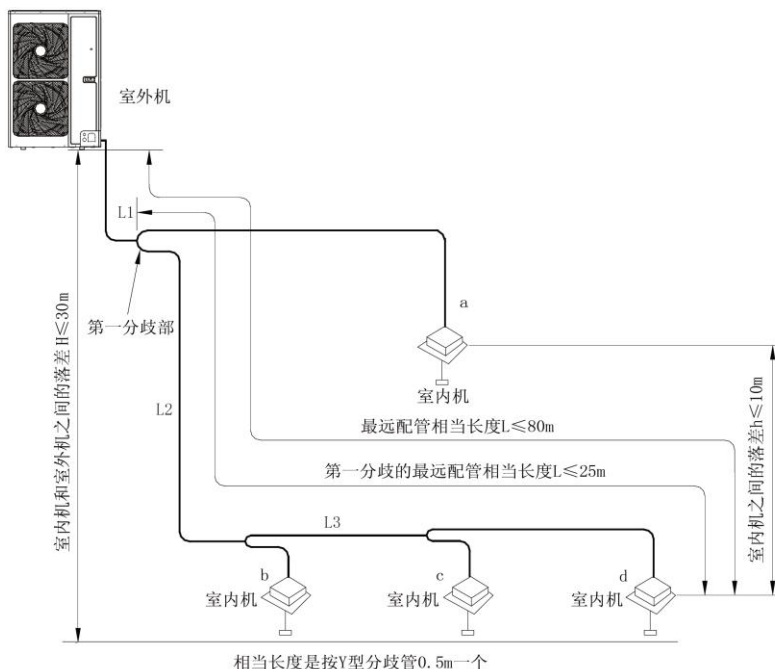 室外机
L1
第一分歧部
a
室内机
室内机和室外机之间的落差H≤30m
L2
最远配管相当长度L≤80m
第一分歧的最远配管相当长度L≤25m
室内机之间的落差h≤10m
L3
b
c
d
室内机
室内机
室内机
相当长度是按Y型分歧管0.5m一个